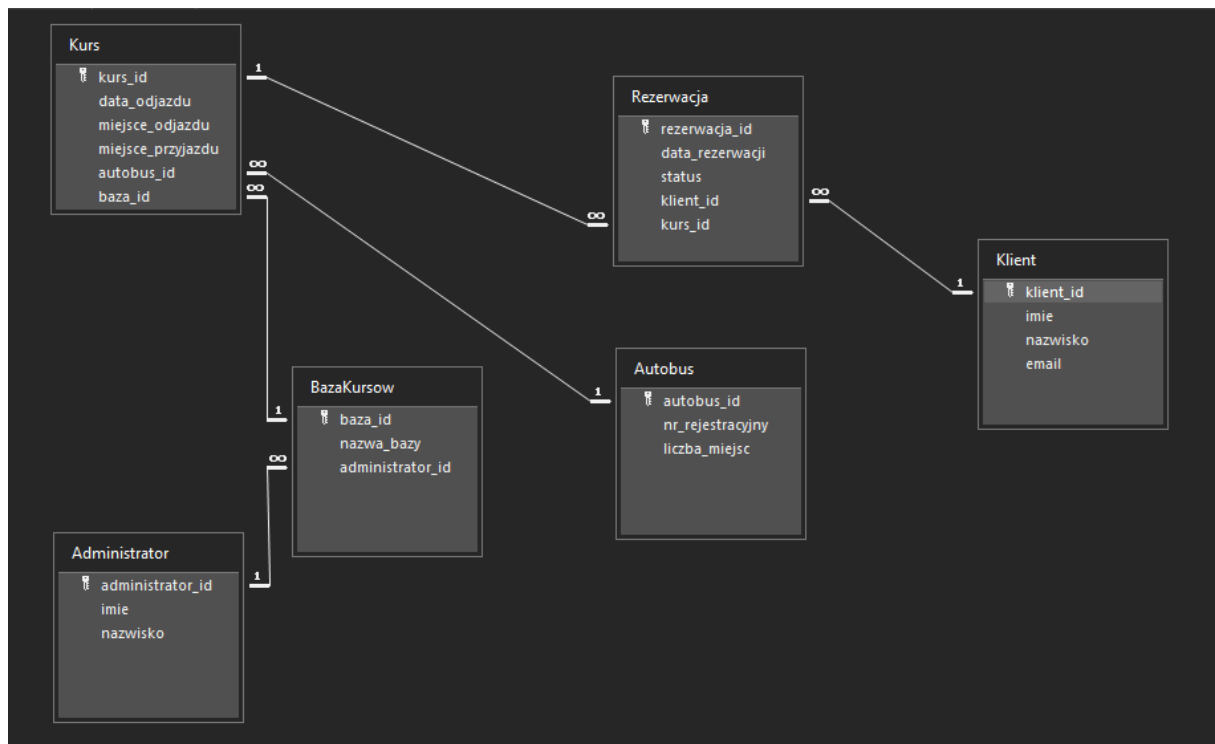 Kurs
kurs_id
data_odjazdu
miejsce_odjazdu
miejsce_przyjazdu
autobus_id
baza_id
1
∞
∞
Rezerwacja
rezerwacja_id
data_rezerwacji
status
klient_id
kurs_id
∞
∞
Klient
klient_id
imie
nazwisko
email
1
BazaKursow
baza_id
nazwa_bazy
administrator_id
1
∞
Autobus
autobus_id
nr_rejestracyjny
liczba_miejsc
1
Administrator
administrator_id
imie
nazwisko
1